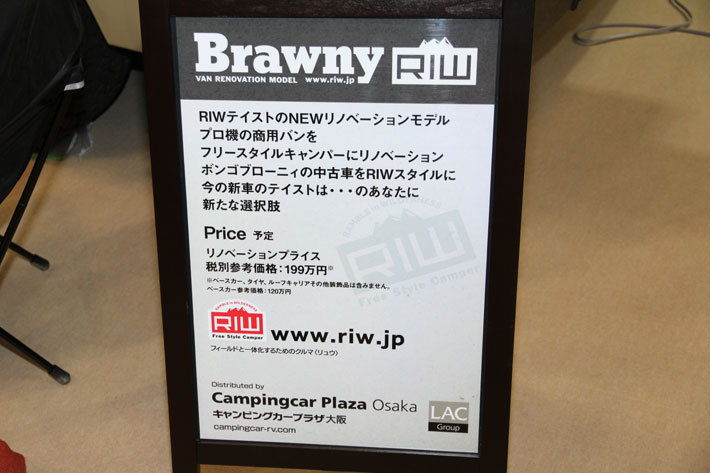 Brawny RIW
VAN RENOVATION MODEL www.riw.jp
RIWテイストのNEWリノベーションモデル
プロ機の商用バンを
フリースタイルキャンパーにリノベーション
ボンゴブローニィの中古車をRIWスタイルに
今の新車のテイストは・・・のあなたに
新たな選択肢
RAMBLE in WILDERNESS
RIW
Free Style Camper
Price 予定
リノベーションプライス
税別参考価格：199万円※
※ベースカー、タイヤ、ルーフキャリアその他装飾品は含みません。
ベースカー参考価格：120万円
RAMBLE in WILDERNESS
RIW
Free Style Camper
www.riw.jp
フィールドと一体化するためのクルマ〈リュウ〉
Distributed by
Campingcar Plaza Osaka
キャンピングカープラザ大阪
campingcar-rv.com
LAC
Group